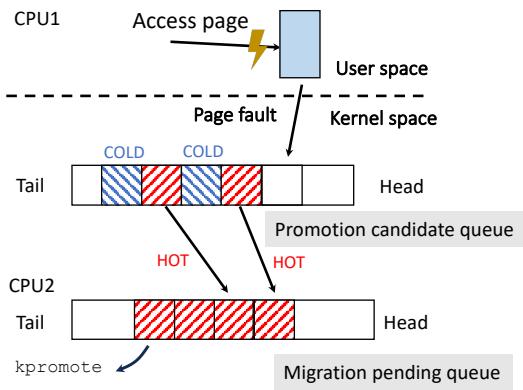 CPU1
Access page
User space
Page fault
Kernel space
COLD COLD
Tail
Head
Promotion candidate queue
HOT
HOT
CPU2
Tail
Head
kpromote
Migration pending queue